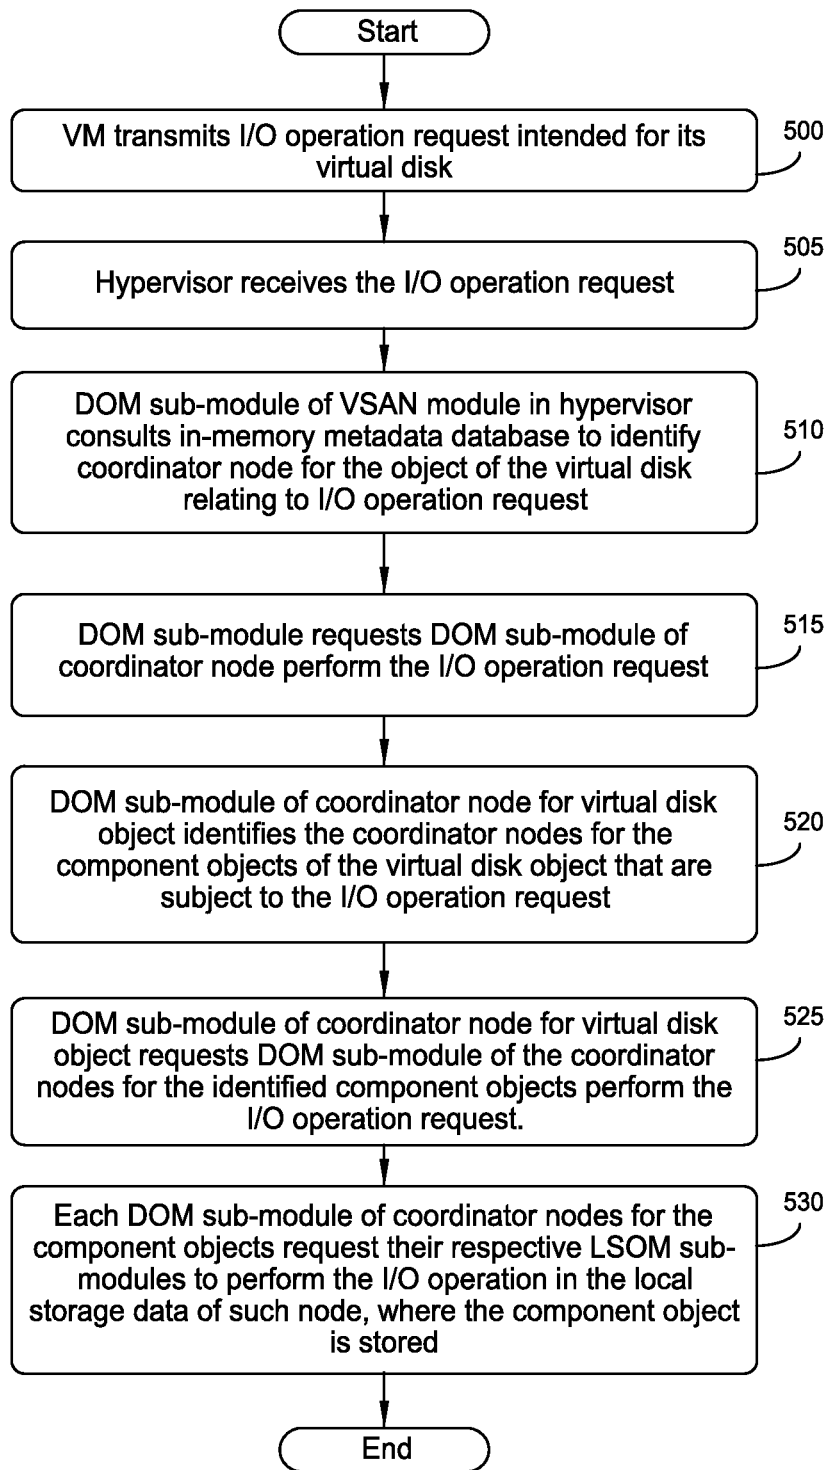 Start
VM transmits I/O operation request intended for its
virtual disk
500
Hypervisor receives the I/O operation request
505
DOM sub-module of VSAN module in hypervisor
consults in-memory metadata database to identify
coordinator node for the object of the virtual disk
relating to I/O operation request
510
DOM sub-module requests DOM sub-module of
coordinator node perform the I/O operation request
515
DOM sub-module of coordinator node for virtual disk
object identifies the coordinator nodes for the
component objects of the virtual disk object that are
subject to the I/O operation request
520
DOM sub-module of coordinator node for virtual disk
object requests DOM sub-module of the coordinator
nodes for the identified component objects perform the
I/O operation request.
525
Each DOM sub-module of coordinator nodes for the
component objects request their respective LSOM sub-
modules to perform the I/O operation in the local
storage data of such node, where the component object
is stored
530
End